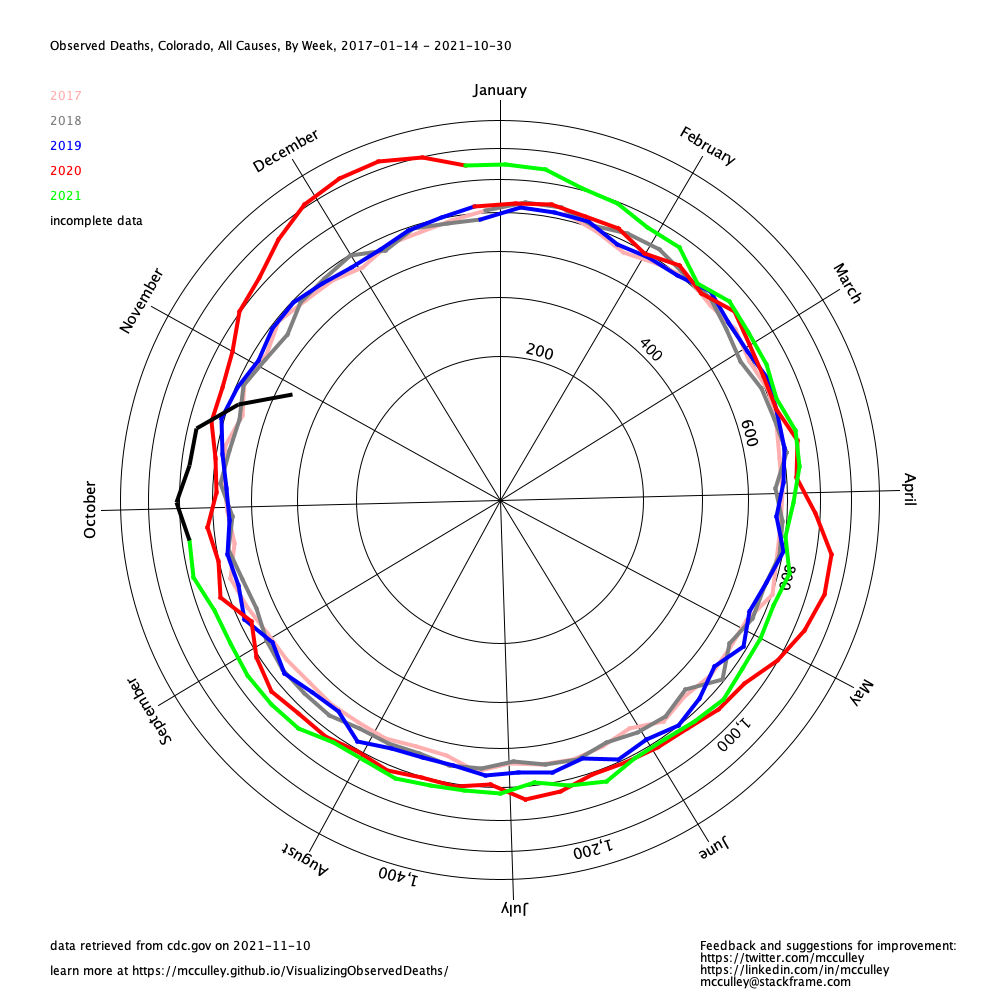 Observed Deaths, Colorado, All Causes, By Week, 2017-01-14 - 2021-10-30
2017
2018
2019
2020
2021
incomplete data
January
February
March
April
May
June
July
August
September
October
November
December
200
400
600
800
1,000
1,200
1,400
data retrieved from cdc.gov on 2021-11-10
learn more at https://mcculley.github.io/VisualizingObservedDeaths/
Feedback and suggestions for improvement:
https://twitter.com/mcculley
https://linkedin.com/in/mcculley
mcculley@stackframe.com